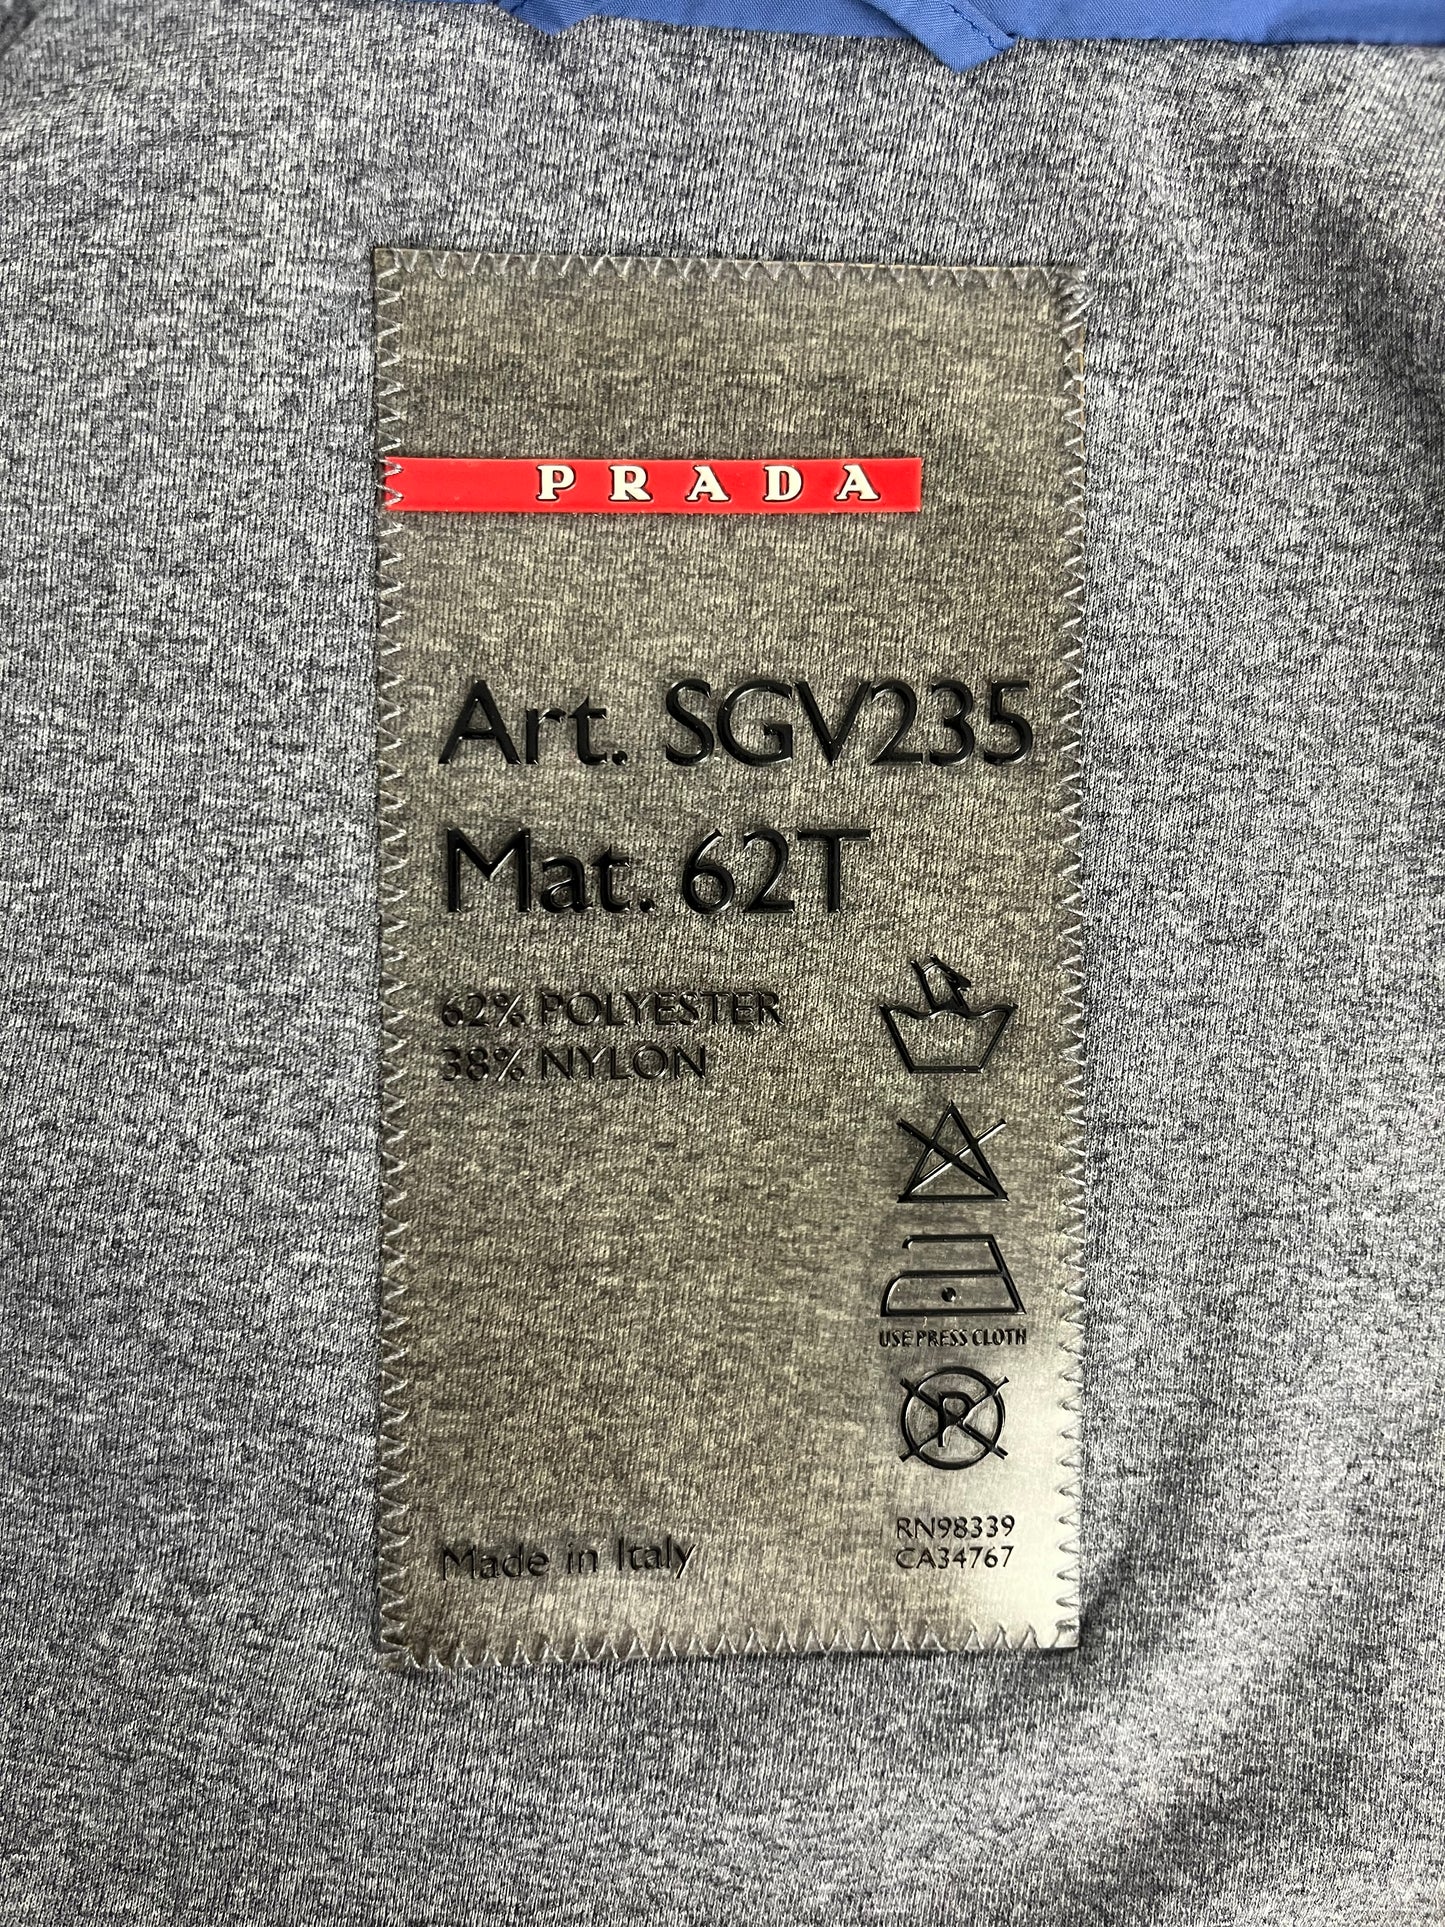 PRADA
Art. SGV235
Mat. 62T
62% POLYESTER
38% NYLON
USE PRESS CLOTH
P
Made in Italy
RN98339
CA34767